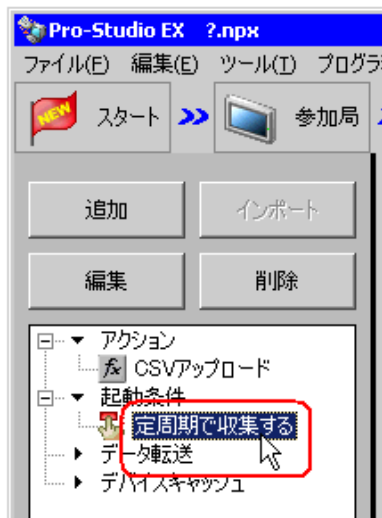 Pro-Studio EX ?.npx
ファイル(F) 編集(E) ツール(T) プログラ
NEW スタート 参加局
追加 インポート
編集 削除
アクション
fx CSVアップロード
起動条件
定周期で収集する
データ転送
デバイスキャッシュ